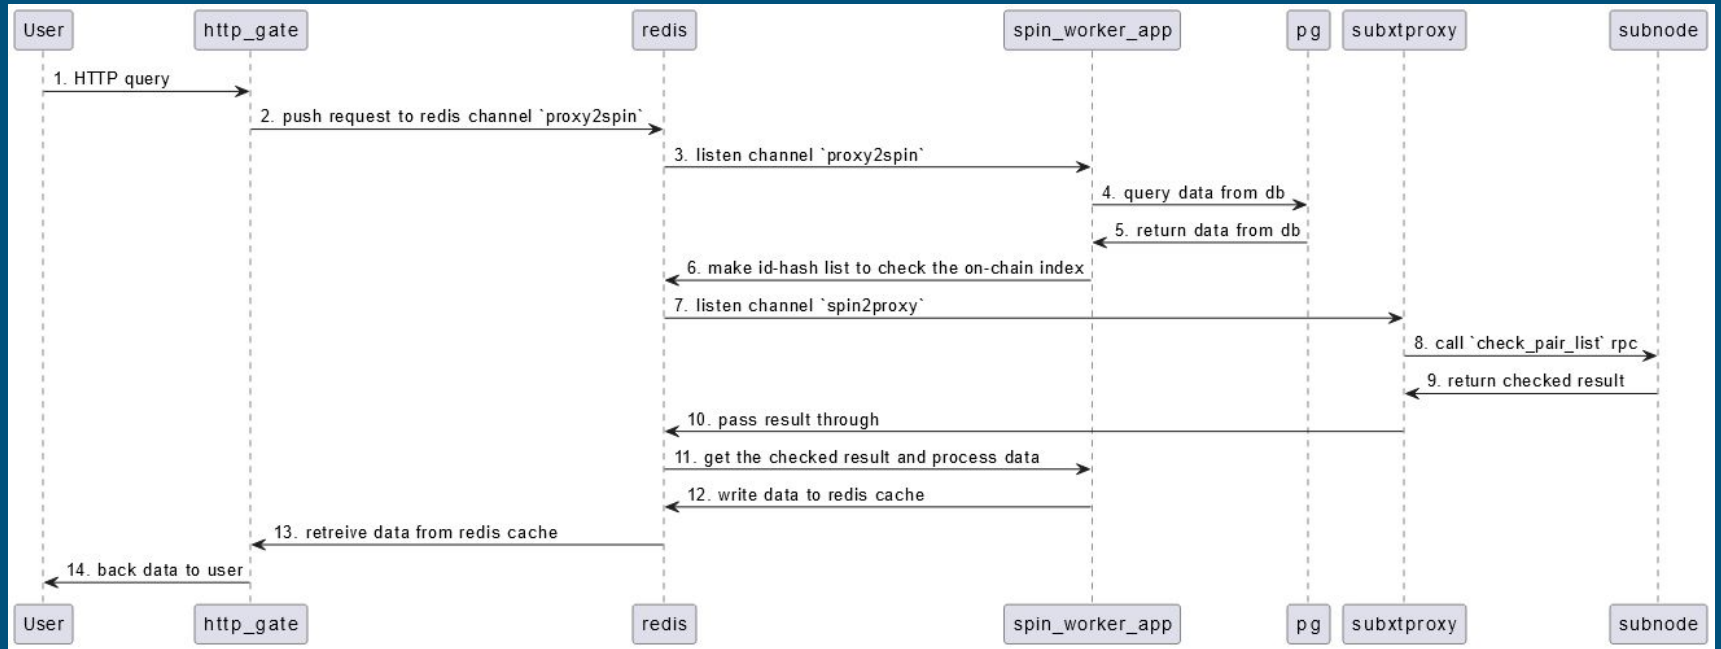 User http_gate redis spin_worker_app pg subxtproxy subnode
1. HTTP query
2. push request to redis channel `proxy2spin`
3. listen channel `proxy2spin`
4. query data from db
5. return data from db
6. make id-hash list to check the on-chain index
7. listen channel `spin2proxy`
8. call `check_pair_list` rpc
9. return checked result
10. pass result through
11. get the checked result and process data
12. write data to redis cache
13. retreive data from redis cache
14. back data to user
User http_gate redis spin_worker_app pg subxtproxy subnode